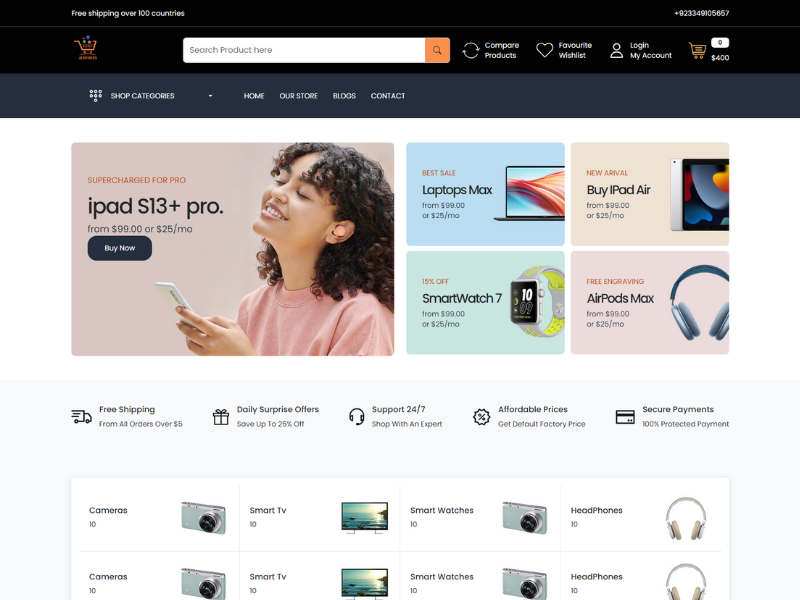 Free shipping over 100 countries
+923349105657
Search Product here
Compare
Products
Favourite
Wishlist
Login
My Account
0
$400
SHOP CATEGORIES
HOME
OUR STORE
BLOGS
CONTACT
SUPERCHARGED FOR PRO
ipad S13+ pro.
from $99.00 or $25/mo
Buy Now
BEST SALE
Laptops Max
from $99.00
or $25/mo
NEW ARIVAL
Buy IPad Air
from $99.00
or $25/mo
15% OFF
SmartWatch 7
from $99.00
or $25/mo
10
09
FREE ENGRAVING
AirPods Max
from $99.00
or $25/mo
Free Shipping
From All Orders Over $5
Daily Surprise Offers
Save Up To 25% Off
Support 24/7
Shop With An Expert
Affordable Prices
Get Default Factory Price
Secure Payments
100% Protected Payment
Cameras
10
Smart Tv
10
Smart Watches
10
HeadPhones
10
Cameras
10
Smart Tv
10
Smart Watches
10
HeadPhones
10